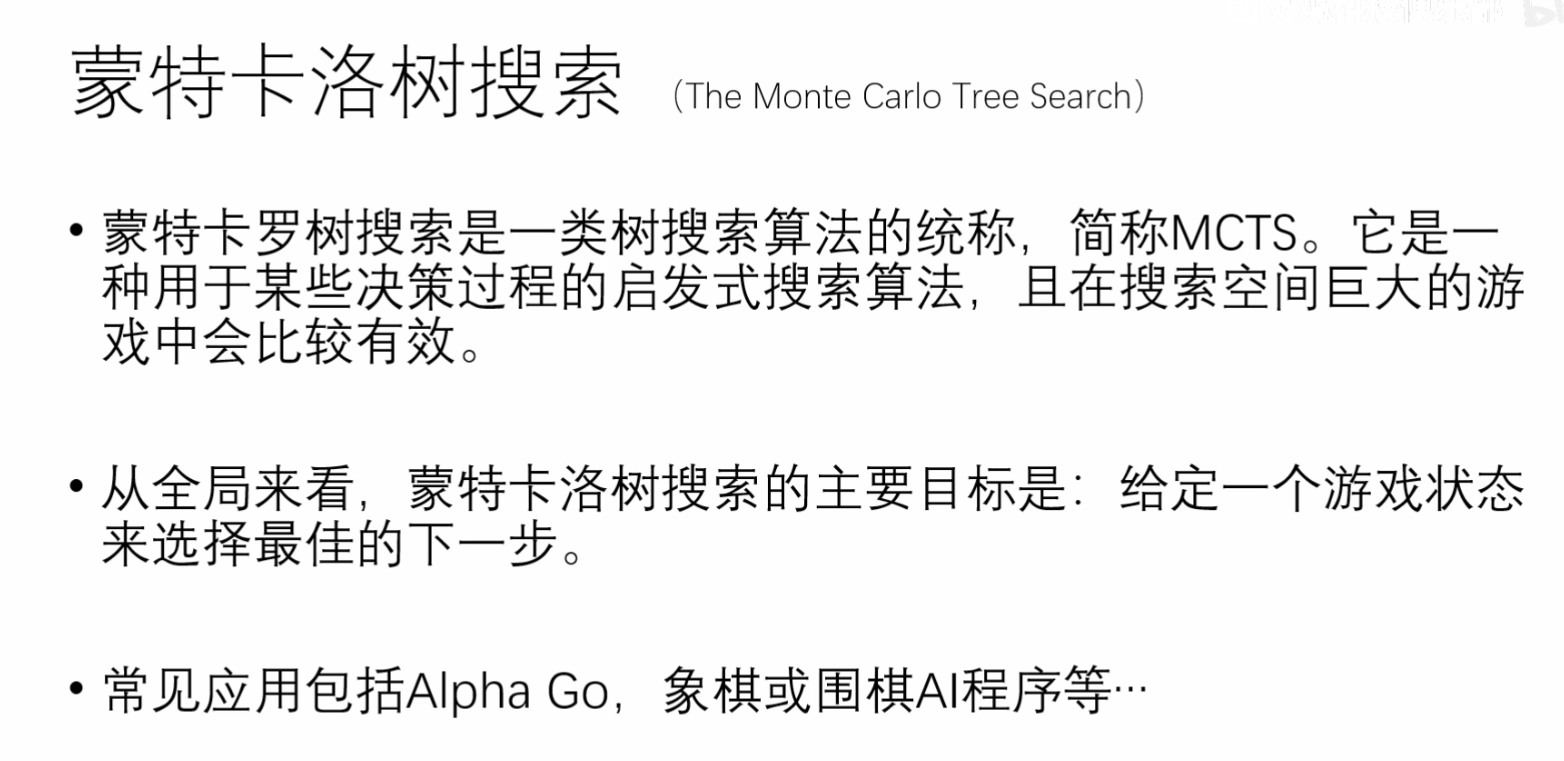 蒙特卡洛树搜索 （The Monte Carlo Tree Search）
• 蒙特卡罗树搜索是一类树搜索算法的统称，简称MCTS。它是一
种用于某些决策过程的启发式搜索算法，且在搜索空间巨大的游
戏中会比较有效。
• 从全局来看，蒙特卡洛树搜索的主要目标是：给定一个游戏状态
来选择最佳的下一步。
• 常见应用包括Alpha Go，象棋或围棋AI程序等…